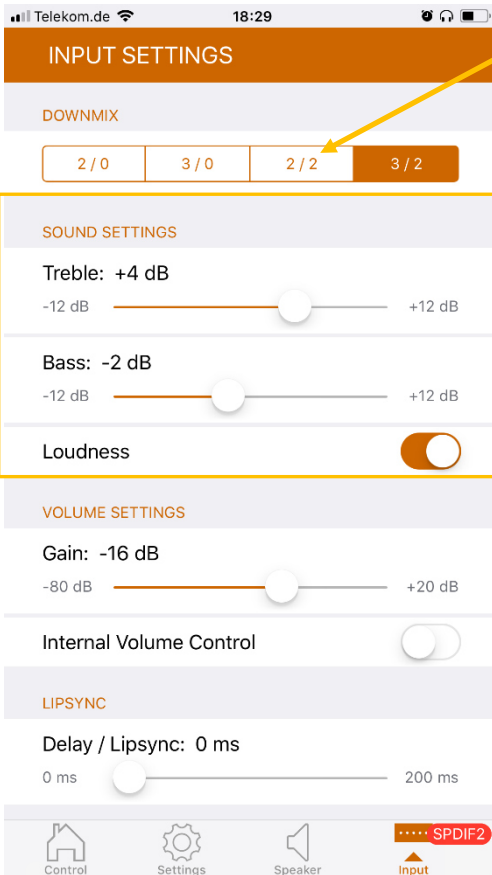 Telekom.de 18:29
INPUT SETTINGS
DOWNMIX
2 / 0 3 / 0 2 / 2 3 / 2
SOUND SETTINGS
Treble: +4 dB
-12 dB +12 dB
Bass: -2 dB
-12 dB +12 dB
Loudness
VOLUME SETTINGS
Gain: -16 dB
-80 dB +20 dB
Internal Volume Control
LIPSYNC
Delay / Lipsync: 0 ms
0 ms 200 ms
SPDIF2
Control Settings Speaker Input